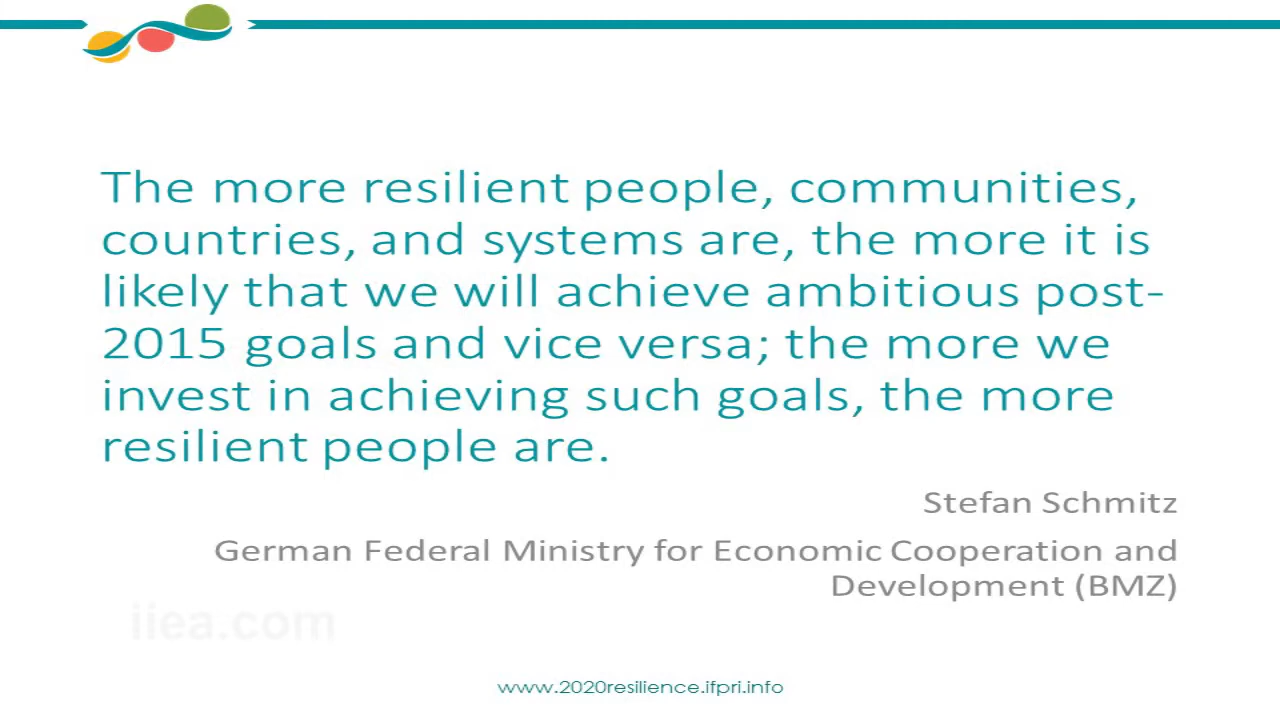 The more resilient people, communities,
countries, and systems are, the more it is
likely that we will achieve ambitious post-
2015 goals and vice versa; the more we
invest in achieving such goals, the more
resilient people are.
Stefan Schmitz
German Federal Ministry for Economic Cooperation and
Development (BMZ)
iiea.com
www.2020resilience.ifpri.info